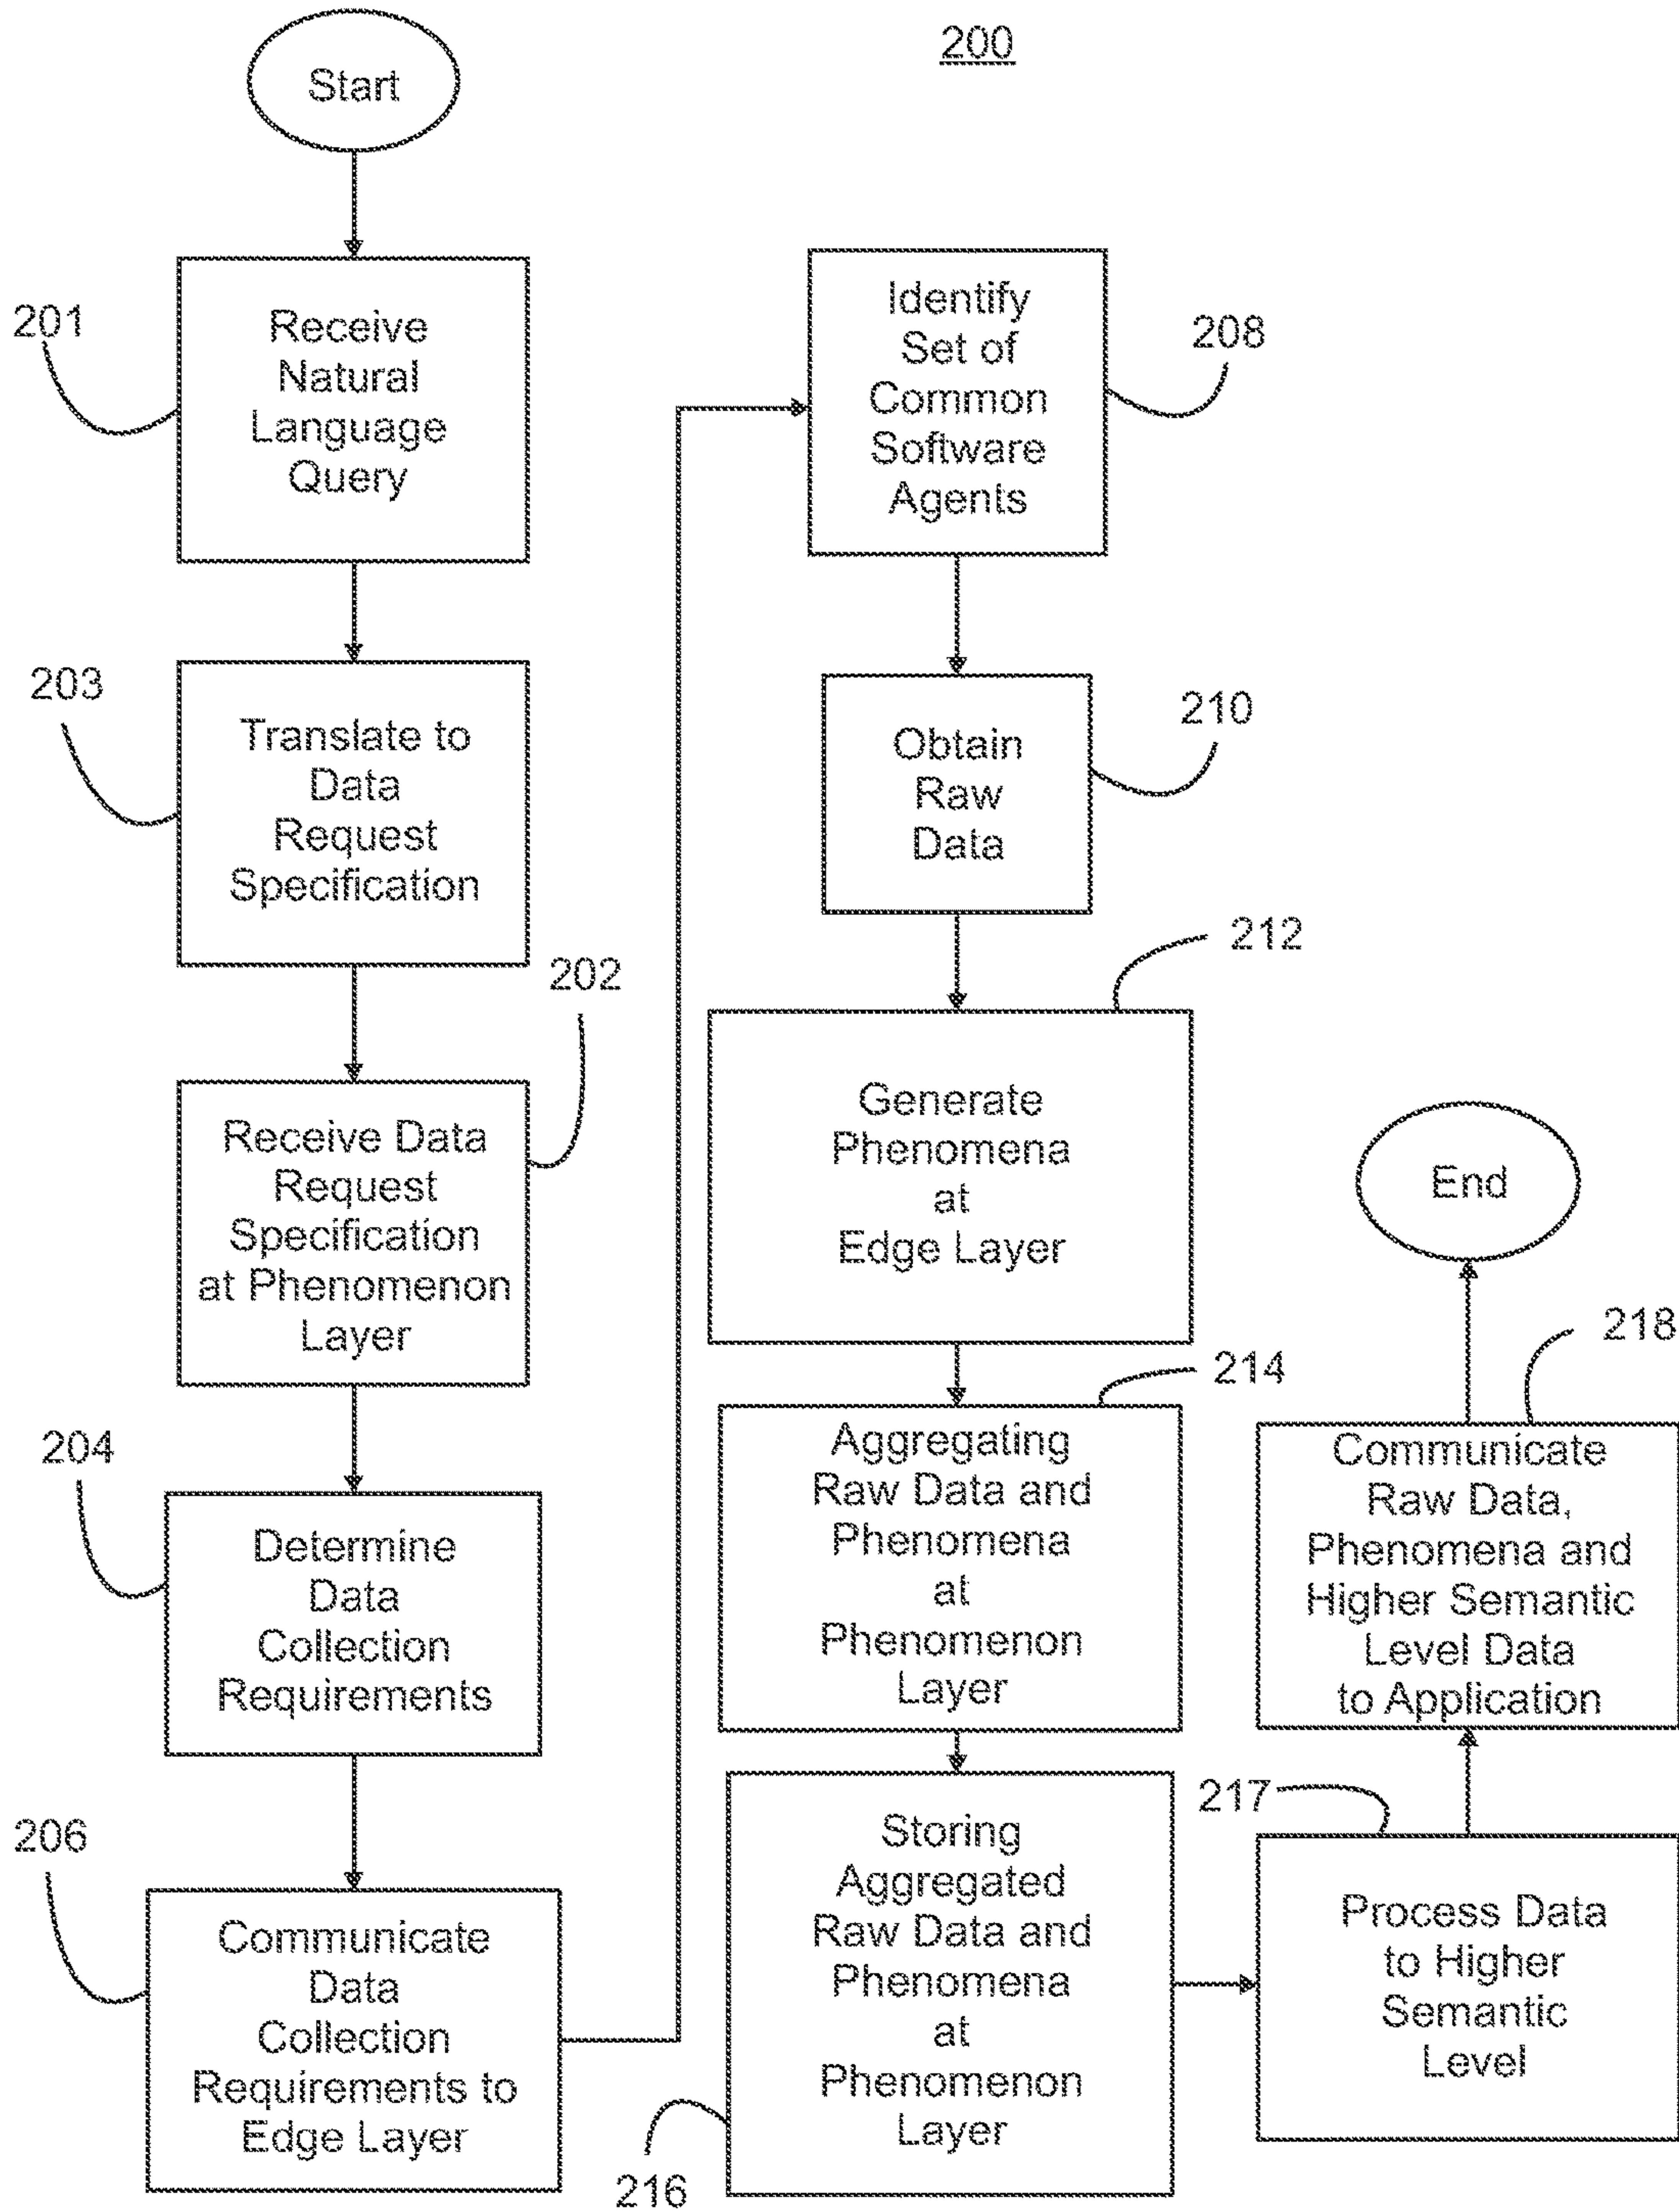 200
Start
201
Receive
Natural
Language
Query
203
Translate to
Data
Request
Specification
202
Receive Data
Request
Specification
at Phenomenon
Layer
204
Determine
Data
Collection
Requirements
206
Communicate
Data
Collection
Requirements to
Edge Layer
Identify
Set of
Common
Software
Agents
208
Obtain
Raw
Data
210
212
Generate
Phenomena
at
Edge Layer
214
Aggregating
Raw Data and
Phenomena
at
Phenomenon
Layer
Storing
Aggregated
Raw Data and
Phenomena
at
Phenomenon
Layer
216
217
Process Data
to Higher
Semantic
Level
218
Communicate
Raw Data,
Phenomena and
Higher Semantic
Level Data
to Application
End